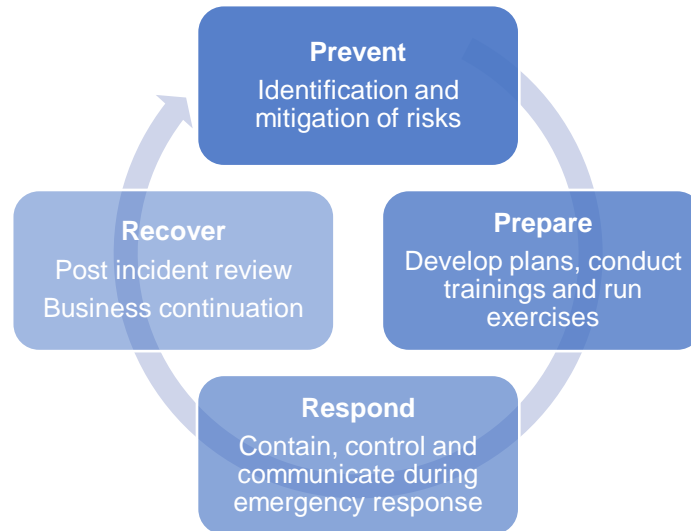 Prevent
Identification and
mitigation of risks
Prepare
Develop plans, conduct
trainings and run
exercises
Respond
Contain, control and
communicate during
emergency response
Recover
Post incident review
Business continuation